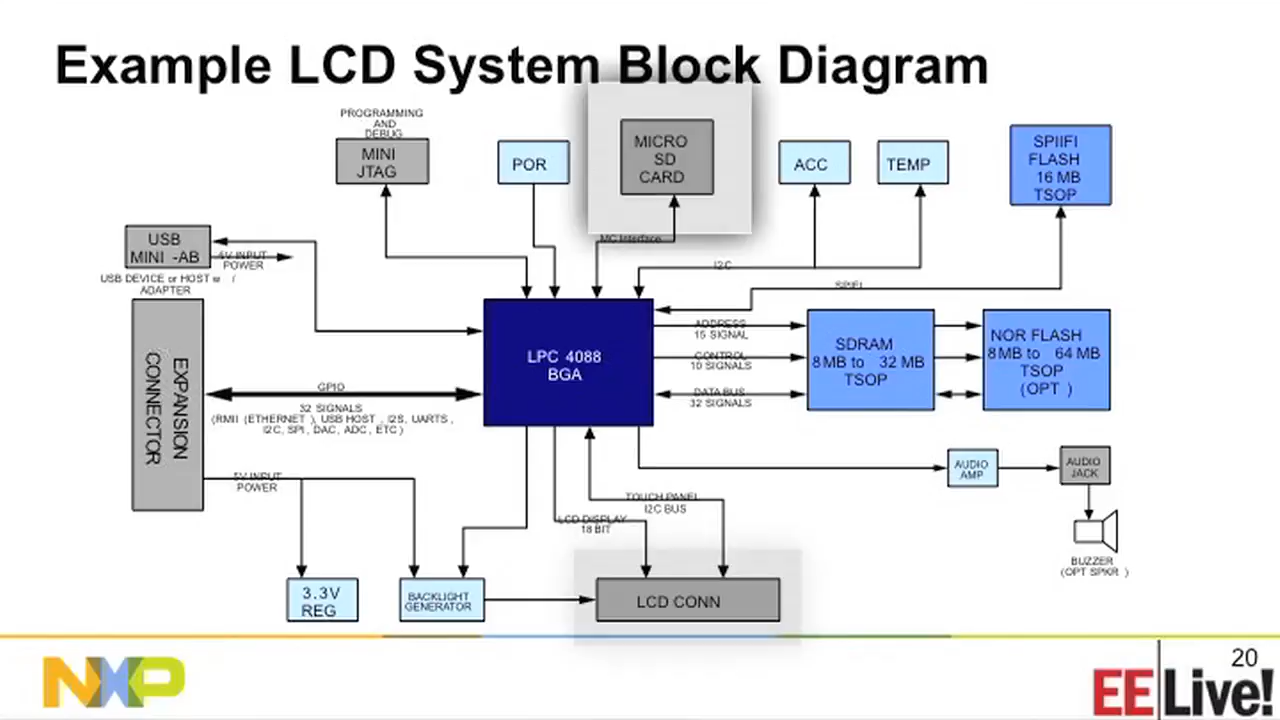 Example LCD System Block Diagram
PROGRAMMING
AND
DEBUG
MINI
JTAG
POR
MICRO
SD
CARD
ACC
TEMP
SPIIFI
FLASH
16 MB
TSOP
USB
MINI -AB
5V INPUT
POWER
USB DEVICE or HOST w /
ADAPTER
MC Interface
I2C
SPIFI
EXPANSION
CONNECTOR
GPIO
32 SIGNALS
(RMII (ETHERNET ), USB HOST , I2S, UARTS ,
I2C, SPI, DAC, ADC, ETC )
LPC 4088
BGA
ADDRESS
15 SIGNAL
CONTROL
10 SIGNALS
DATA BUS
32 SIGNALS
SDRAM
8 MB to 32 MB
TSOP
NOR FLASH
8 MB to 64 MB
TSOP
(OPT )
5V INPUT
POWER
TOUCH PANEL
I2C BUS
LCD DISPLAY
18 BIT
AUDIO
AMP
AUDIO
JACK
BUZZER
(OPT SPKR )
3.3V
REG
BACKLIGHT
GENERATOR
LCD CONN
NXP
20
EE Live!